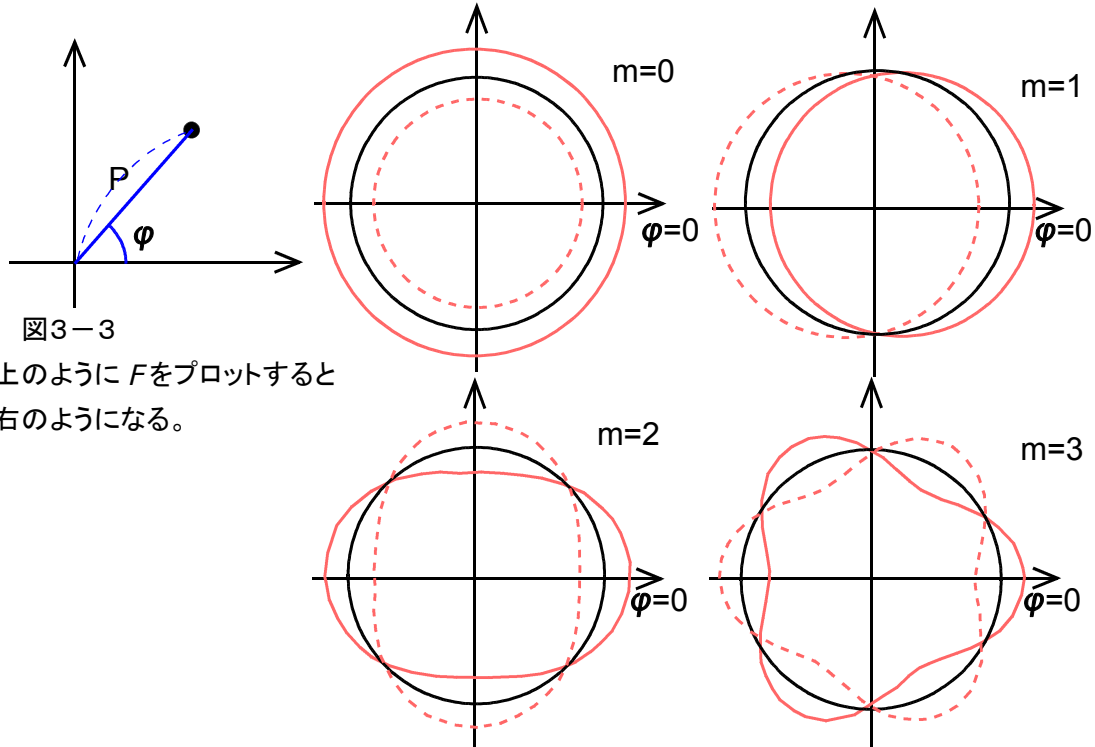 P
φ
図3-3
上のように Fをプロットすると
右のようになる。
m=0
φ=0
m=1
φ=0
m=2
φ=0
m=3
φ=0